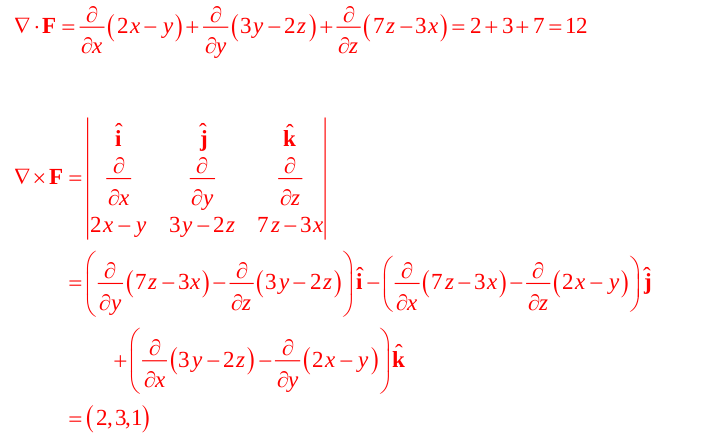 ∇·F = ∂/∂x (2x − y) + ∂/∂y (3y − 2z) + ∂/∂z (7z − 3x) = 2 + 3 + 7 = 12
î ĵ k̂
∂/∂x ∂/∂y ∂/∂z
∇×F = | 2x − y 3y − 2z 7z − 3x |
= (∂/∂y (7z − 3x) − ∂/∂z (3y − 2z)) î − (∂/∂x (7z − 3x) − ∂/∂z (2x − y)) ĵ
+ (∂/∂x (3y − 2z) − ∂/∂y (2x − y)) k̂
= (2,3,1)